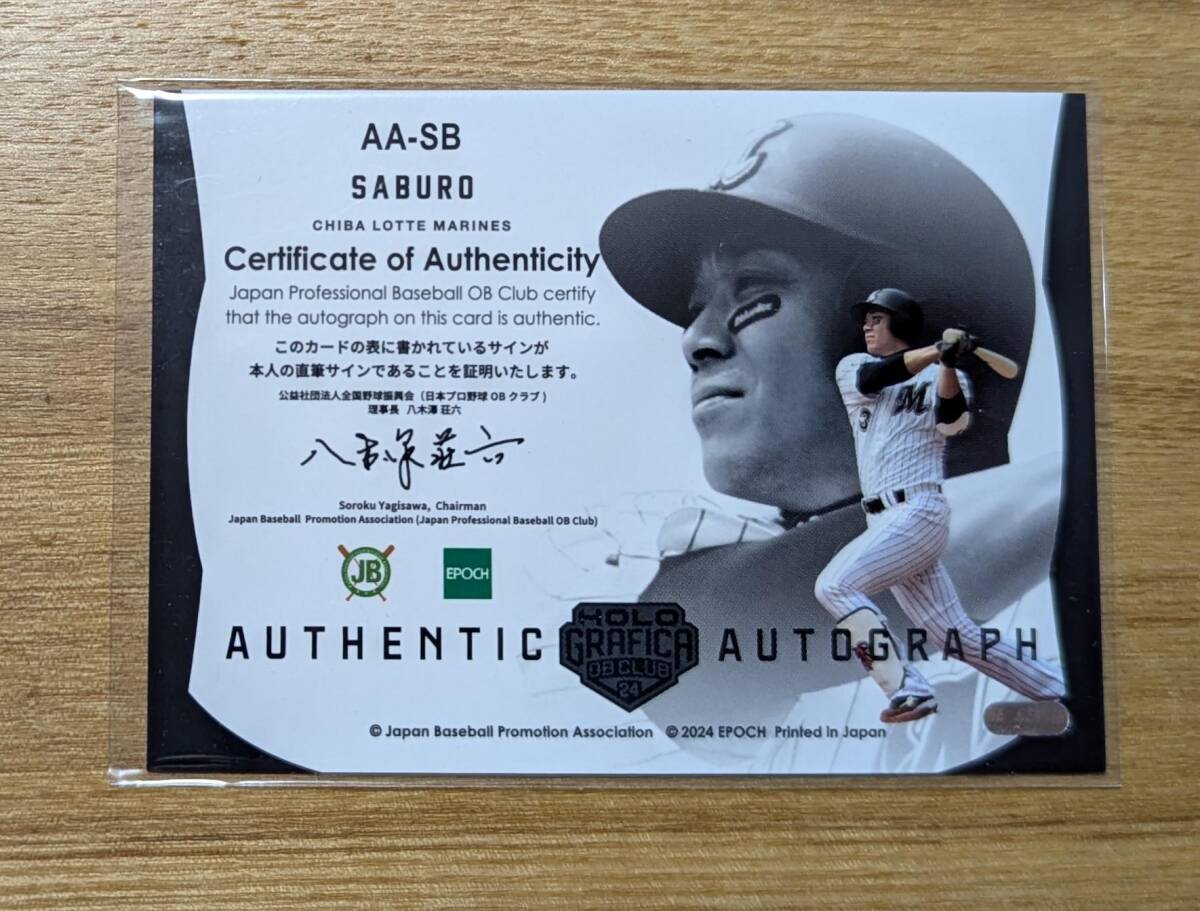 AA-SB
SABURO
CHIBA LOTTE MARINES
Certificate of Authenticity
Japan Professional Baseball OB Club certify
that the autograph on this card is authentic.
このカードの表に書かれているサインが
本人の直筆サインであることを証明いたします。
公益社団法人全国野球振興会（日本プロ野球OBクラブ）
理事長 八木澤 荘六
八木澤荘六
Soroku Yagisawa, Chairman
Japan Baseball Promotion Association (Japan Professional Baseball OB Club)
JB
EPOCH
AUTHENTIC
HOLO
GRAFICA
OB CLUB
24
AUTOGRAPH
M
3
© Japan Baseball Promotion Association © 2024 EPOCH Printed in Japan